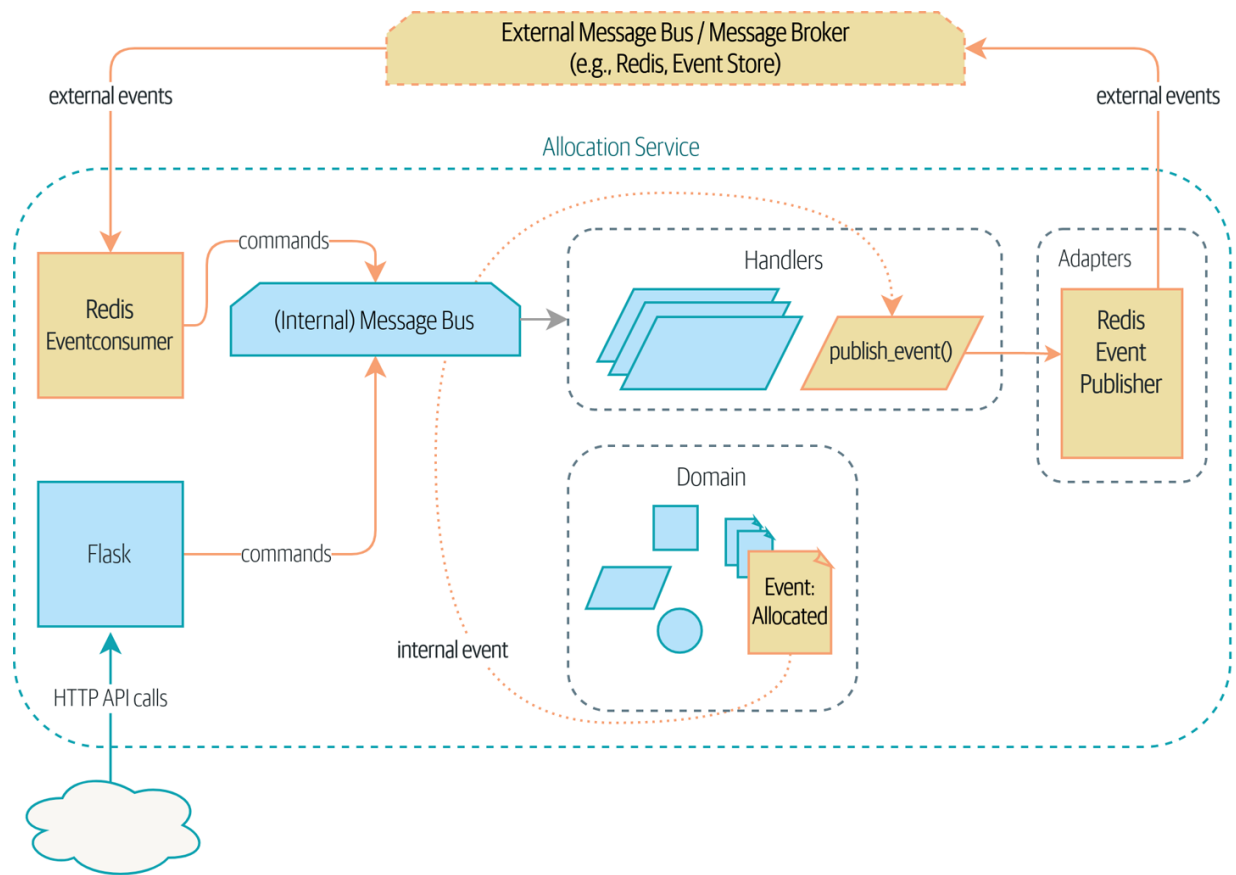 External Message Bus / Message Broker
(e.g., Redis, Event Store)
external events
external events
Allocation Service
commands
Handlers
Adapters
Redis
Eventconsumer
(Internal) Message Bus
publish_event()
Redis
Event
Publisher
Domain
Flask
commands
Event:
Allocated
internal event
HTTP API calls